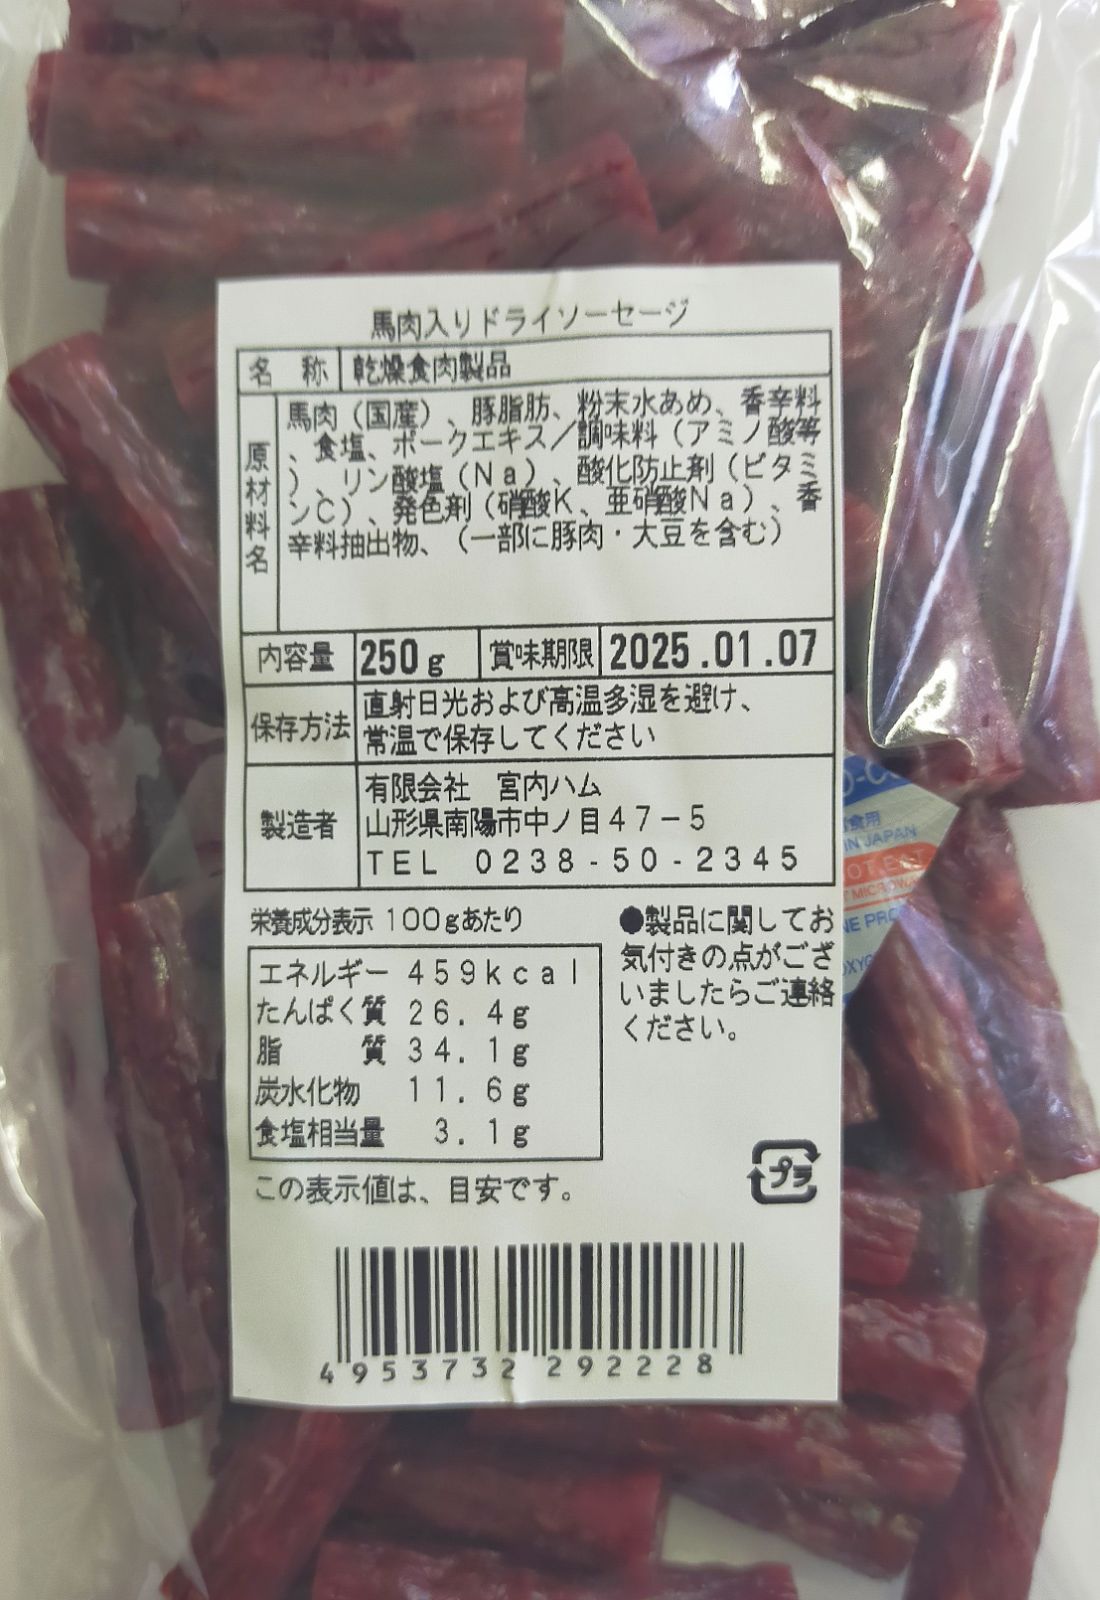 馬肉入りドライソーセージ
名 称 乾燥食肉製品
原材料名
馬肉（国産）、豚脂肪、粉末水あめ、香辛料
、食塩、ポークエキス／調味料（アミノ酸等
）、リン酸塩（Ｎａ）、酸化防止剤（ビタミ
ンC）、発色剤（硝酸K、亜硝酸Ｎａ）、香
辛料抽出物、（一部に豚肉・大豆を含む）
内容量 250g 賞味期限 2025.01.07
保存方法
直射日光および高温多湿を避け、
常温で保存してください
製造者
有限会社 宮内ハム
山形県南陽市中ノ目４７－５
ＴＥＬ ０２３８-５０-２３４５
栄養成分表示 １００gあたり
エネルギー ４５９ｋｃａｌ
たんぱく質 ２６．４g
脂 質 ３４．１g
炭水化物 １１．６g
食塩相当量 ３．１g
この表示値は、目安です。
●製品に関してお
気付きの点がござ
いましたらご連絡
ください。
プラ
4953732292228
食用
IN JAPAN